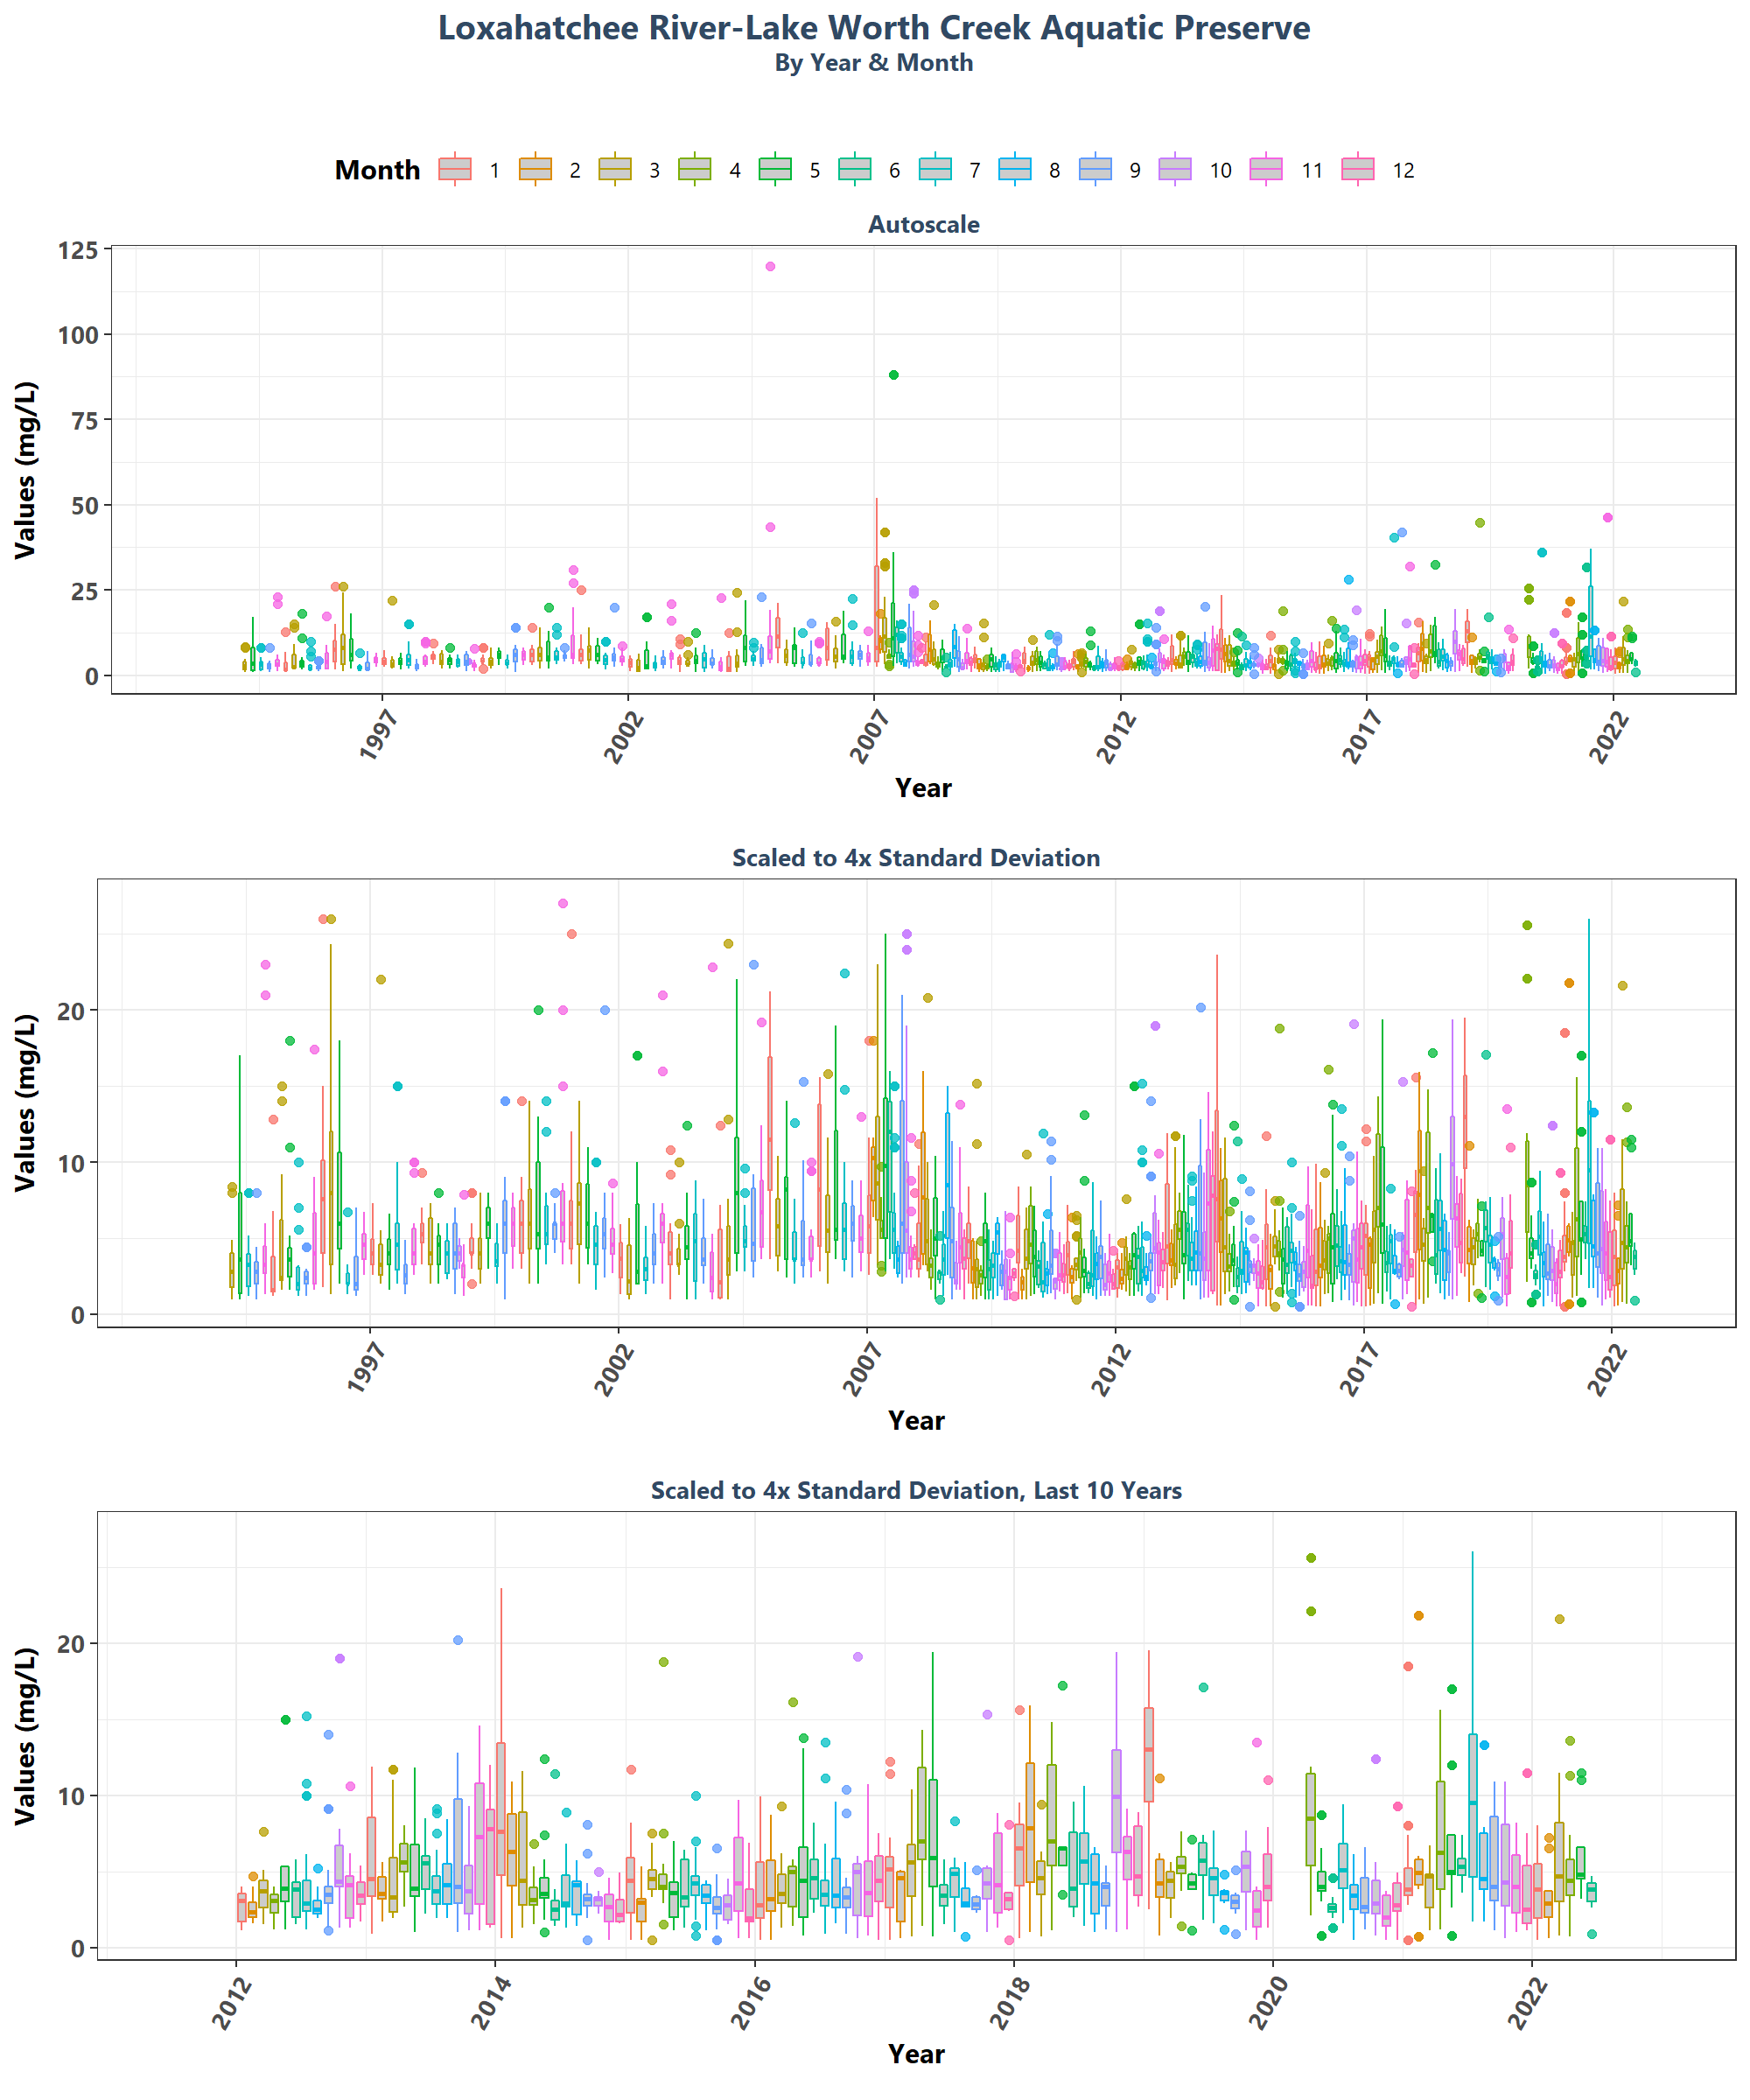 Loxahatchee River-Lake Worth Creek Aquatic Preserve
By Year & Month
Month 1 2 3 4 5 6 7 8 9 10 11 12
Autoscale
Values (mg/L)
125
100
75
50
25
0
1997 2002 2007 2012 2017 2022
Year
Scaled to 4x Standard Deviation
Values (mg/L)
20
10
0
1997 2002 2007 2012 2017 2022
Year
Scaled to 4x Standard Deviation, Last 10 Years
Values (mg/L)
20
10
0
2012 2014 2016 2018 2020 2022
Year